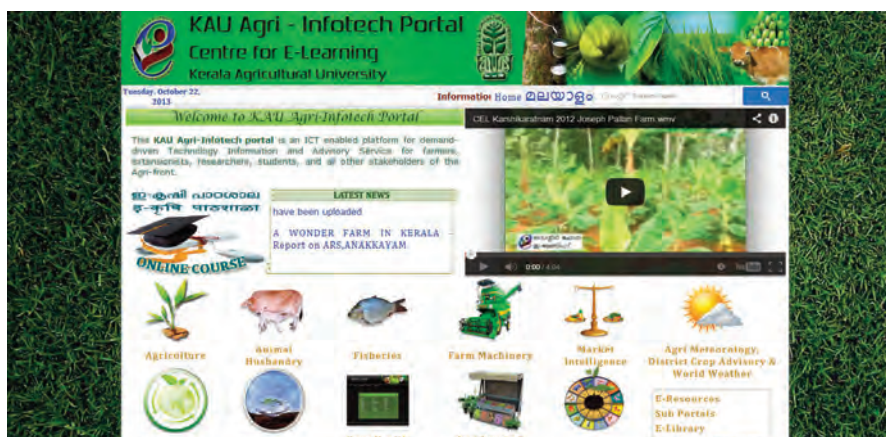 KAU Agri - Infotech Portal
Centre for E-Learning
Kerala Agricultural University
Tuesday, October 22,
2013
Information Home മലയാളം
Welcome to KAU Agri-Infotech Portal
The KAU Agri-Infotech portal is an ICT enabled platform for demand-
driven Technology Information and Advisory Service for farmers,
extensionists, researchers, students, and all other stakeholders of the
Agri-front.
ഇ-കൃഷി പാഠശാല
इ-कृषि पाठशाला
ONLINE COURSE
LATEST NEWS
have been uploaded
A WONDER FARM IN KERALA -
Report on ARS,ANAKKAYAM
CEL Karshikaratnam 2012 Joseph Pallan Farm.wmv
0:00 / 4:04
Agriculture
Animal
Husbandry
Fisheries
Farm Machinery
Market
Intelligence
Agri Meteorology,
District Crop Advisory &
World Weather
E-Resources
Sub Portals
E-Library